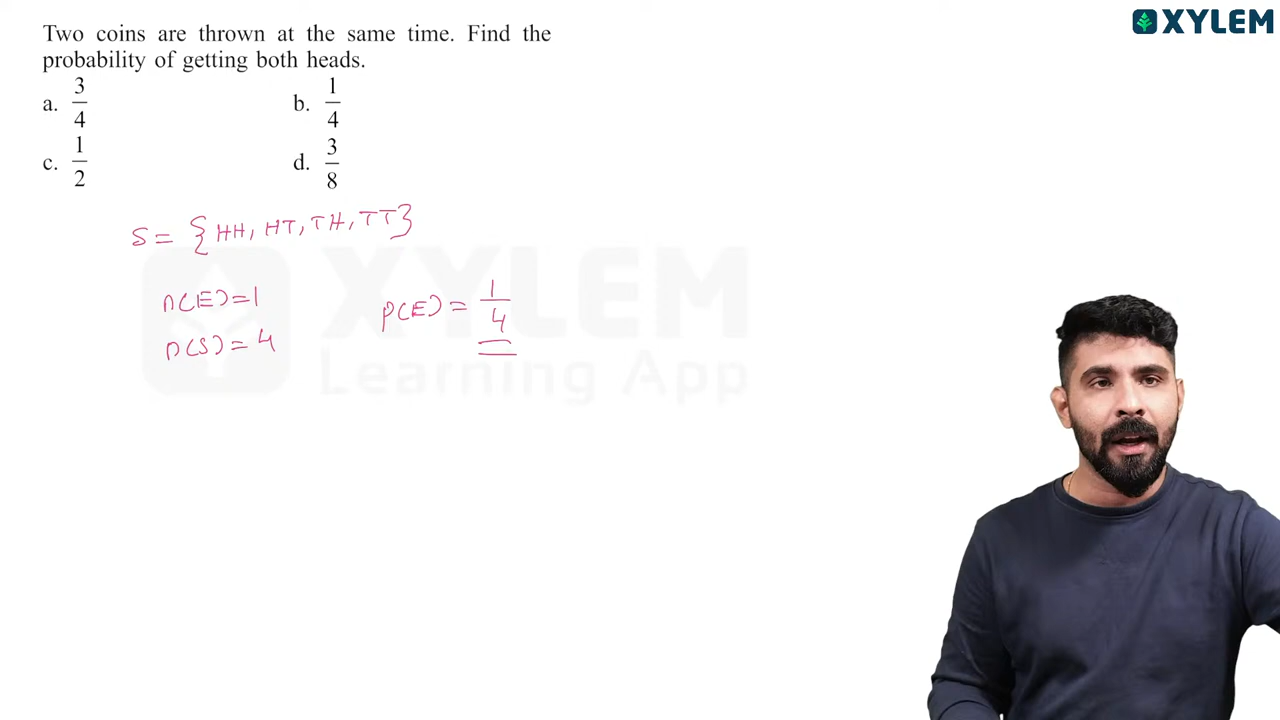 XYLEM
Two coins are thrown at the same time. Find the
probability of getting both heads.
a. 3/4 b. 1/4
c. 1/2 d. 3/8
S = {HH, HT, TH, TT}
n(E) = 1
n(S) = 4
P(E) = 1/4
XYLEM
Learning App